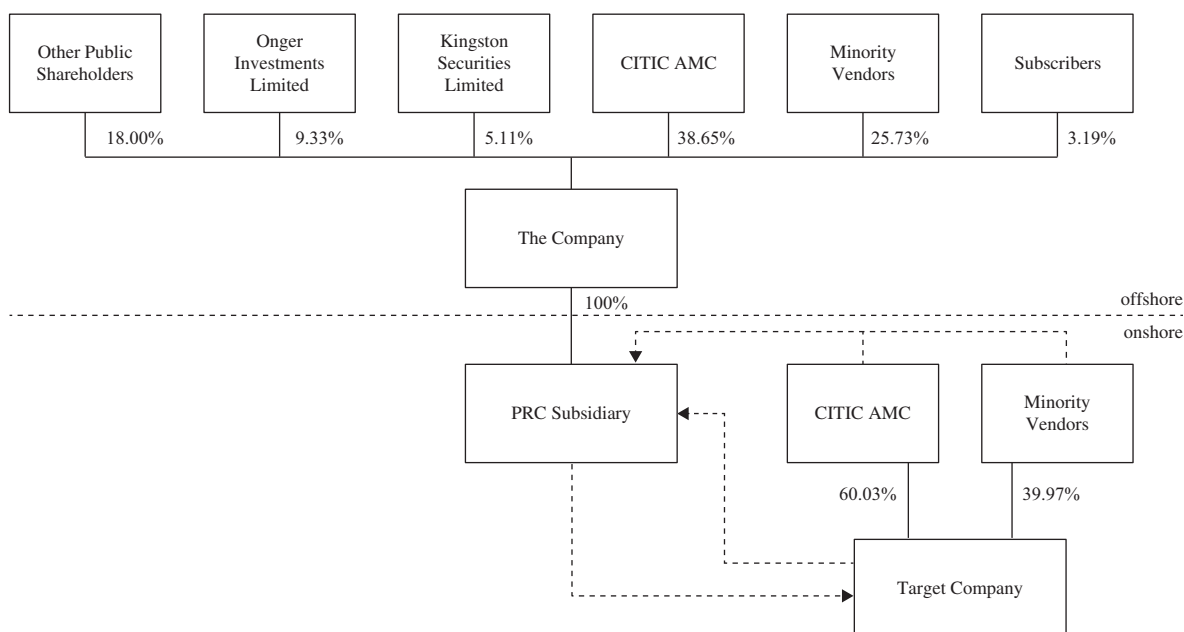 Other Public
Shareholders
Onger
Investments
Limited
Kingston
Securities
Limited
CITIC AMC
Minority
Vendors
Subscribers
18.00%
9.33%
5.11%
38.65%
25.73%
3.19%
The Company
100%
offshore
onshore
PRC Subsidiary
CITIC AMC
Minority
Vendors
60.03%
39.97%
Target Company